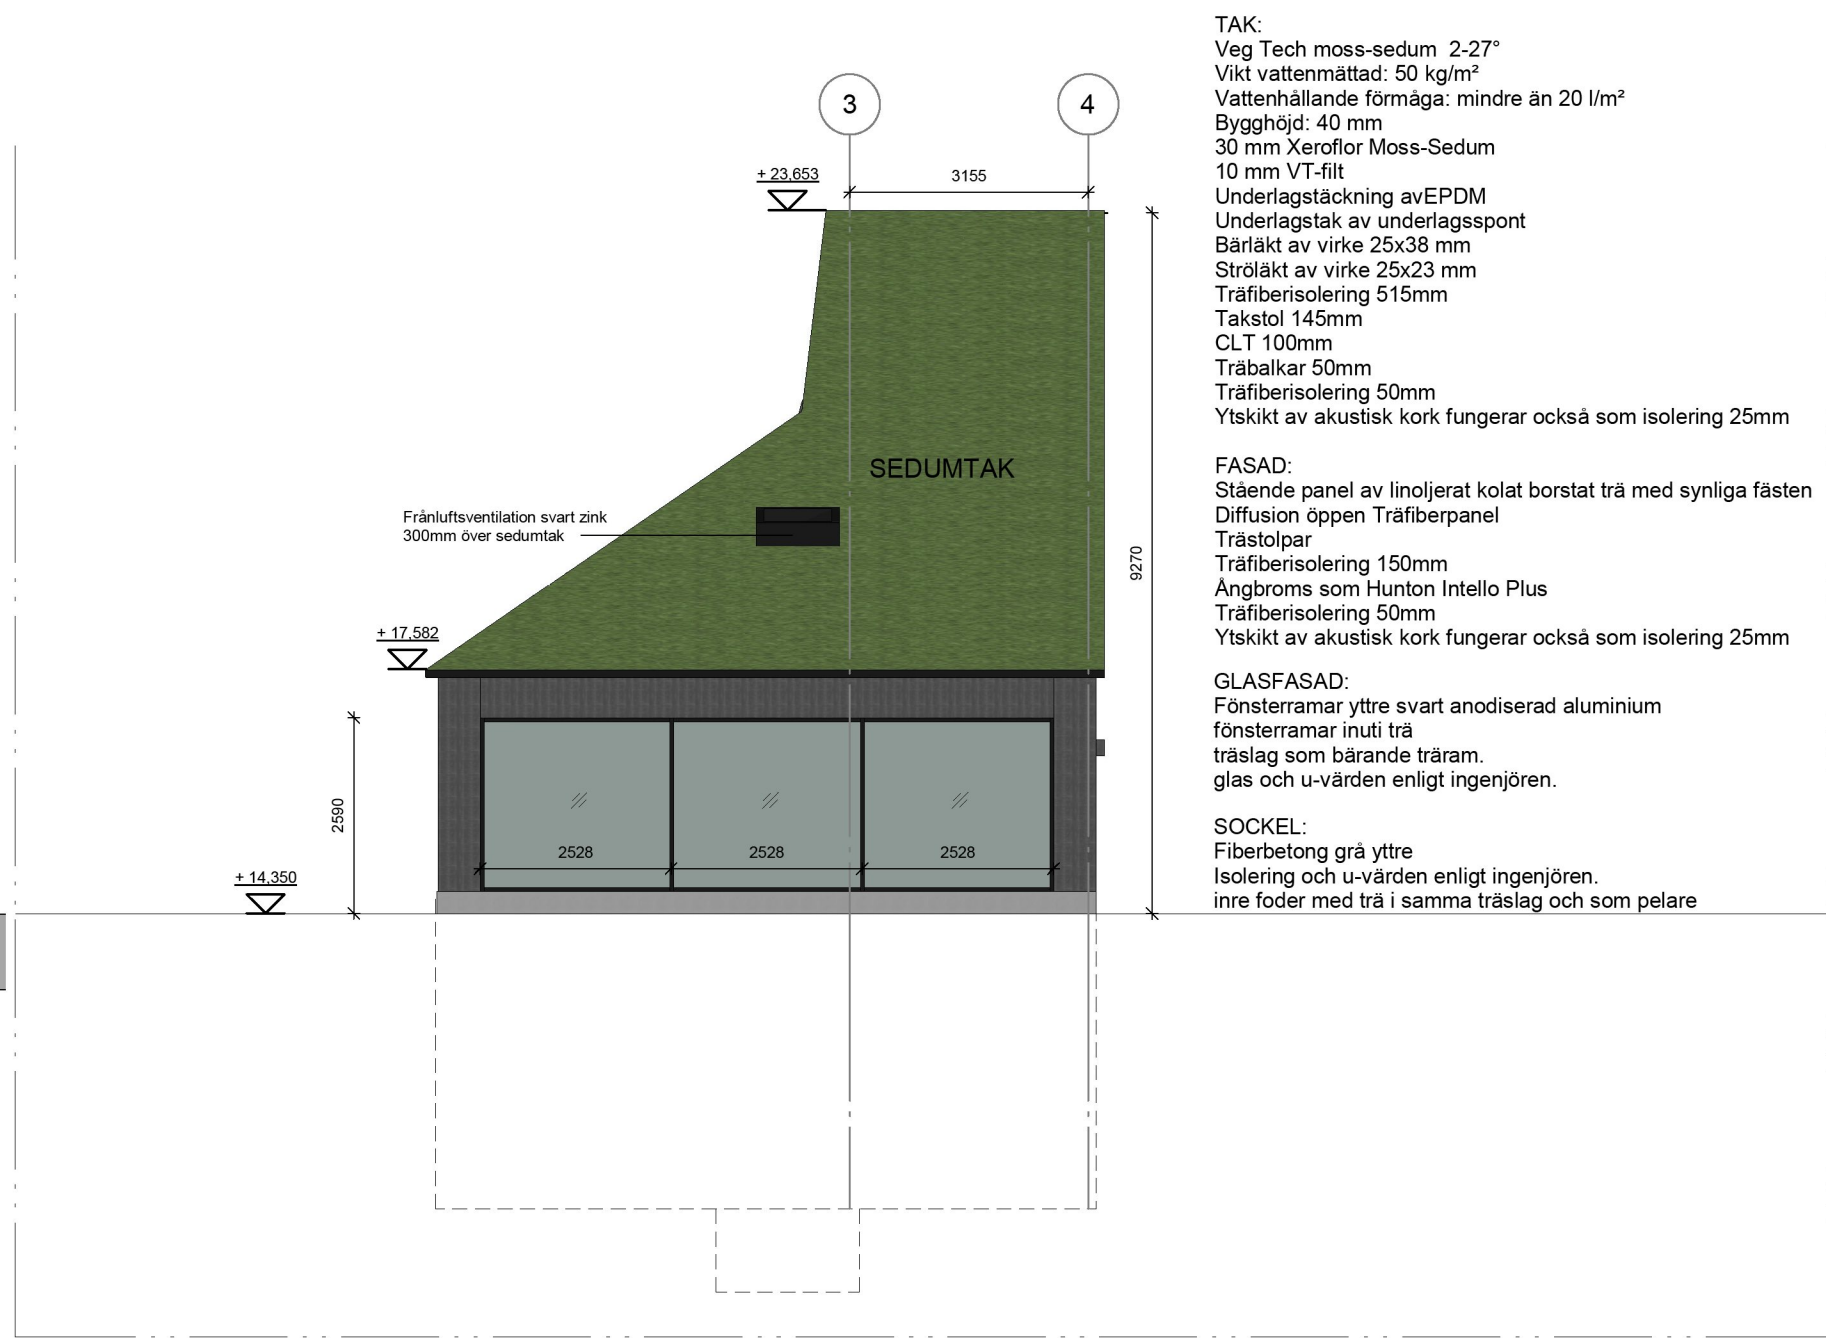 TAK:
Veg Tech moss-sedum  2-27°
Vikt vattenmättad: 50 kg/m²
Vattenhållande förmåga: mindre än 20 l/m²
Bygghöjd: 40 mm
30 mm Xeroflor Moss-Sedum
10 mm VT-filt
Underlagstäckning avEPDM
Underlagstak av underlagsspont
Bärläkt av virke 25x38 mm
Ströläkt av virke 25x23 mm
Träfiberisolering 515mm
Takstol 145mm
CLT 100mm
Träbalkar 50mm
Träfiberisolering 50mm
Ytskikt av akustisk kork fungerar också som isolering 25mm
FASAD:
Stående panel av linoljerat kolat borstat trä med synliga fästen
Diffusion öppen Träfiberpanel
Trästolpar
Träfiberisolering 150mm
Ångbroms som Hunton Intello Plus
Träfiberisolering 50mm
Ytskikt av akustisk kork fungerar också som isolering 25mm
GLASFASAD:
Fönsterramar yttre svart anodiserad aluminium
fönsterramar inuti trä
träslag som bärande träram.
glas och u-värden enligt ingenjören.
SOCKEL:
Fiberbetong grå yttre
Isolering och u-värden enligt ingenjören.
inre foder med trä i samma träslag och som pelare
3
4
+ 23,653
3155
SEDUMTAK
Frånluftsventilation svart zink
300mm över sedumtak
9270
+ 17,582
2590
2528
2528
2528
+ 14,350